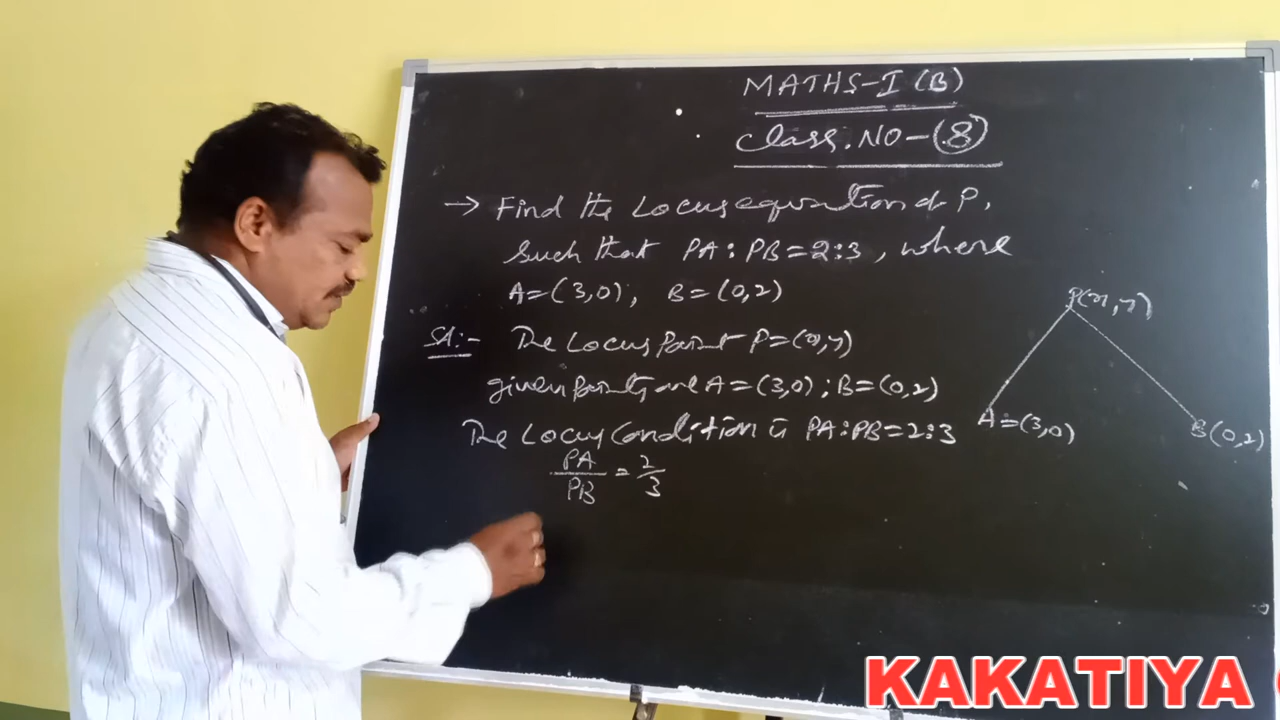 MATHS-I (B)
Class. NO-(8)
→ Find the Locus equation of P,
Such that PA:PB=2:3, where
A=(3,0), B=(0,2)
P(x,y)
Sol:- The Locus Point P=(x,y)
given points are A=(3,0); B=(0,2)
A=(3,0)
B(0,2)
The Locus Condition is PA:PB=2:3
PA/PB = 2/3
KAKATIYA